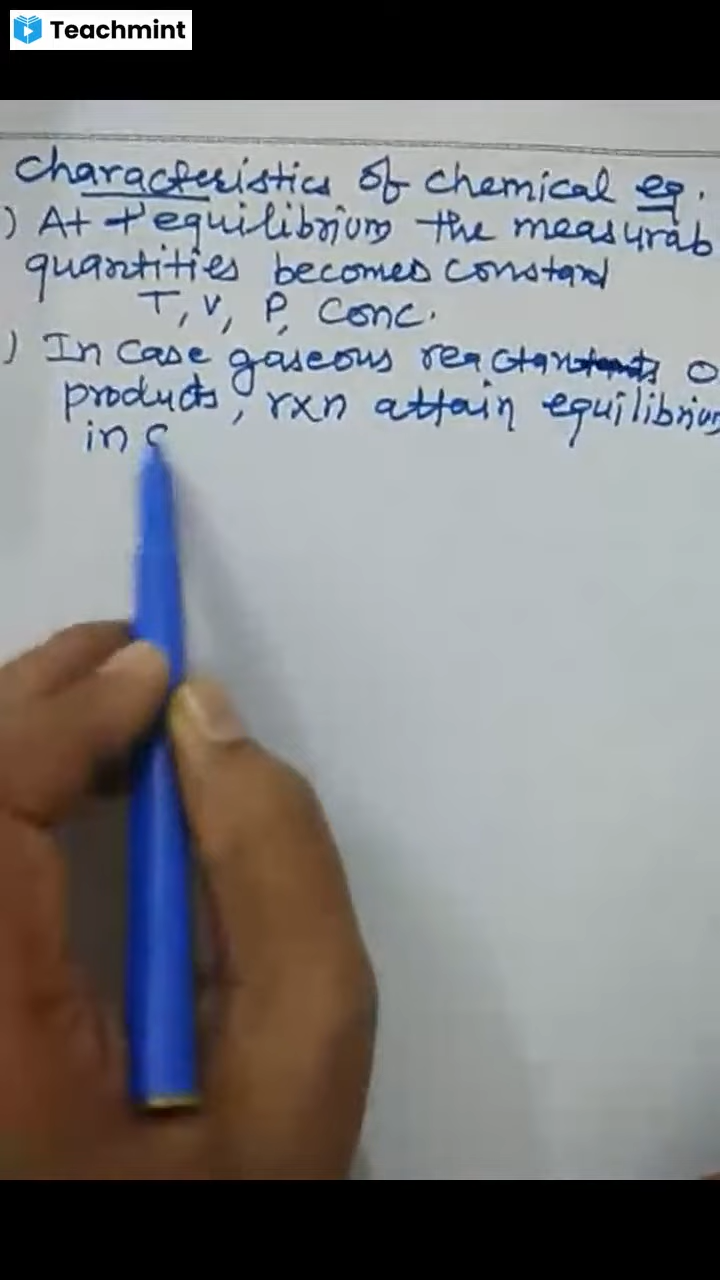 Teachmint
Characteristics of chemical eq.
) At equilibrium the measurab
quantities becomes constant
T, V, P, Conc.
) In case gaseous reactants o
products, rxn attain equilibrium
in c